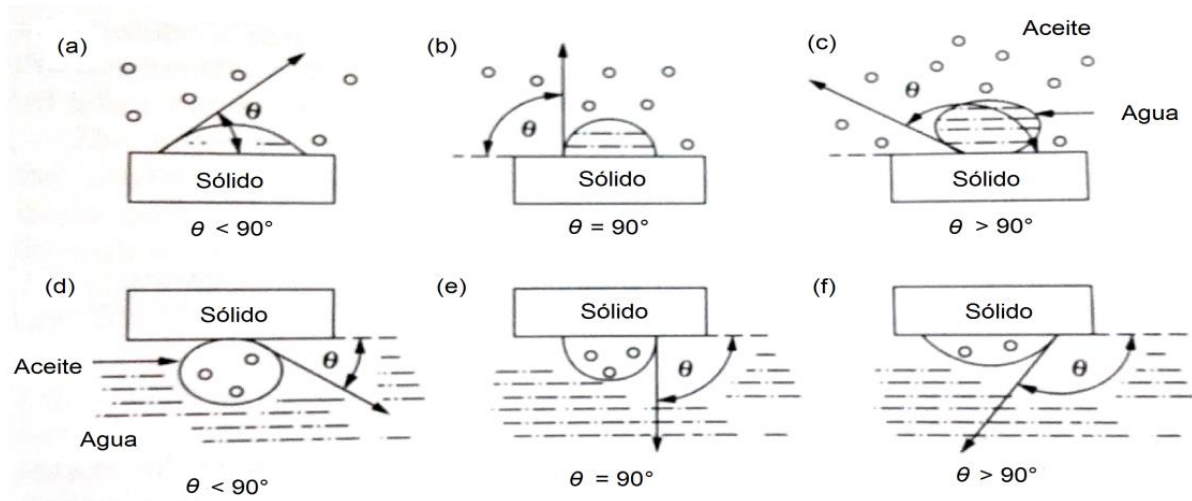 (a)
θ
Sólido
θ < 90°
(b)
θ
Sólido
θ = 90°
(c)
Aceite
θ
Agua
Sólido
θ > 90°
(d)
Sólido
Aceite
θ
Agua
θ < 90°
(e)
Sólido
θ
θ = 90°
(f)
Sólido
θ
θ > 90°